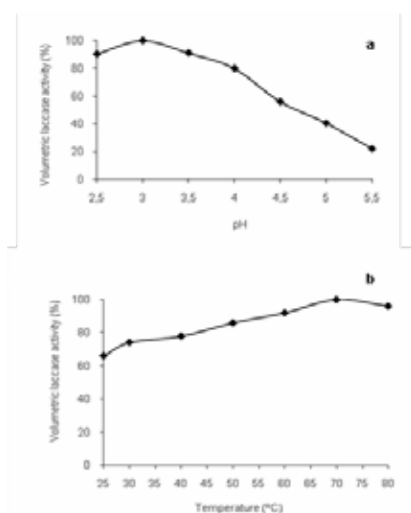 a
Volumetric laccase activity (%)
100
80
60
40
20
0
2,5 3 3,5 4 4,5 5 5,5
pH
b
Volumetric laccase activity (%)
100
80
60
40
20
0
25 30 35 40 45 50 55 60 65 70 75 80
Temperature (ºC)